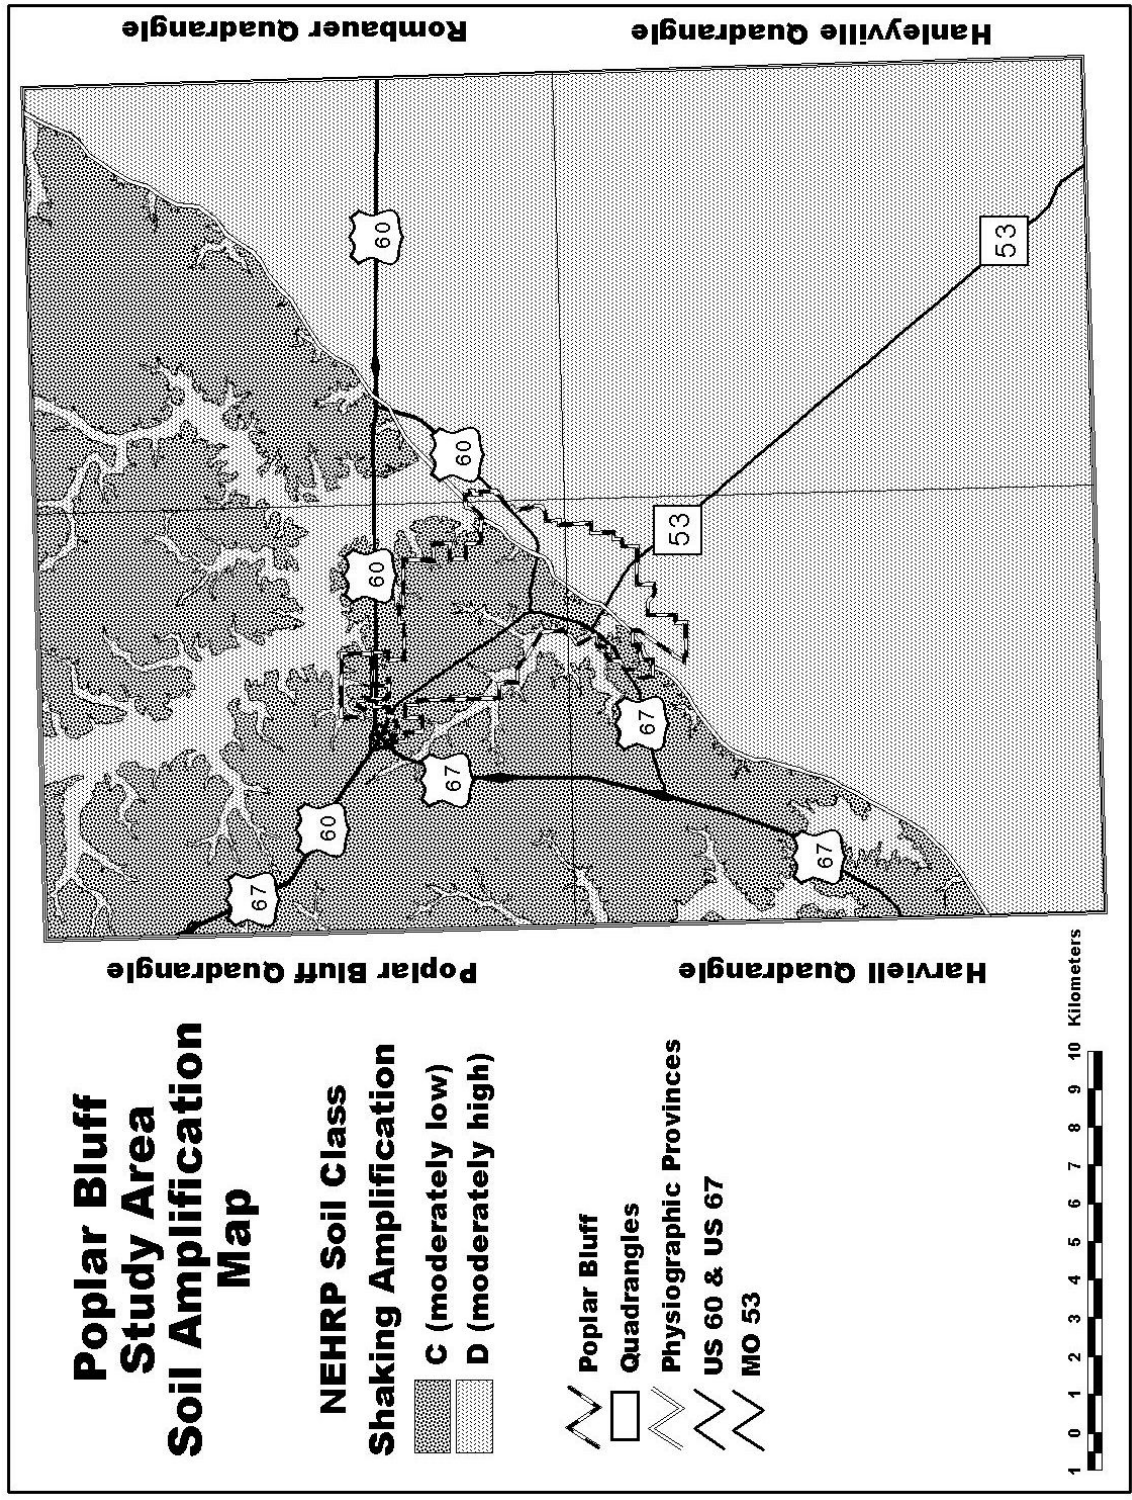 Poplar Bluff
Study Area
Soil Amplification
Map
NEHRP Soil Class
Shaking Amplification
C (moderately low)
D (moderately high)
Poplar Bluff
Quadrangles
Physiographic Provinces
US 60 & US 67
MO 53
1 0 1 2 3 4 5 6 7 8 9 10 Kilometers
Poplar Bluff Quadrangle
Harviell Quadrangle
Rombauer Quadrangle
Hanleyville Quadrangle
67
60
67
60
60
60
67
67
53
53